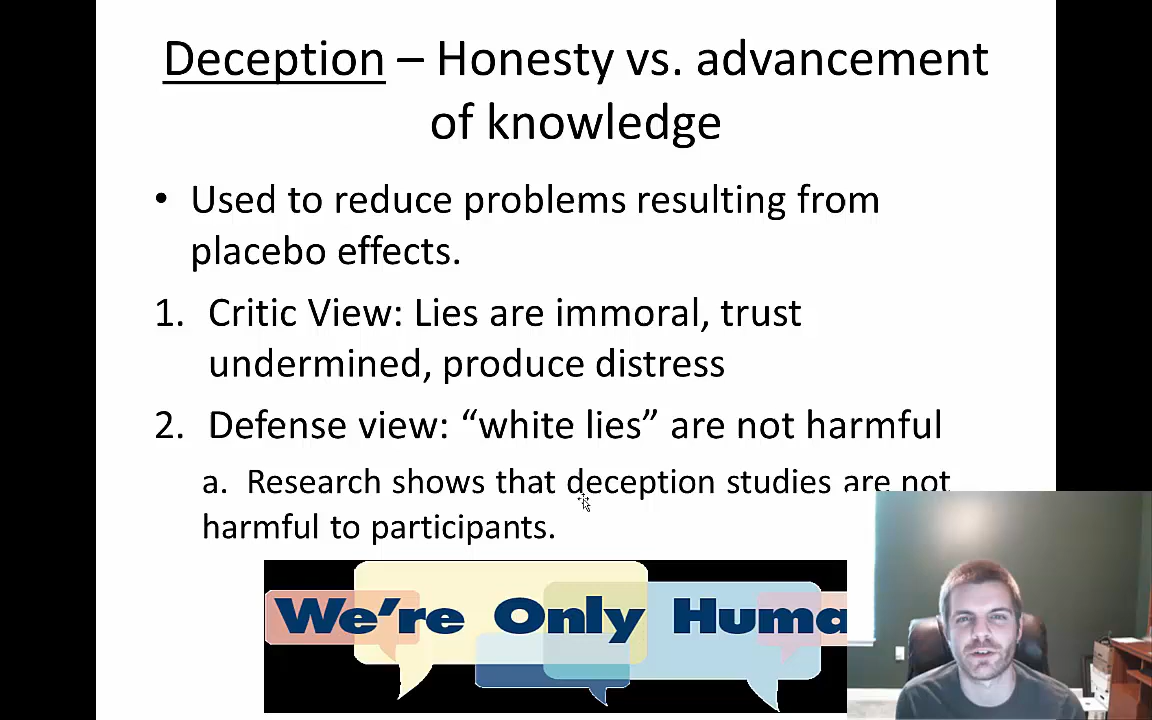 Deception – Honesty vs. advancement
of knowledge
• Used to reduce problems resulting from
placebo effects.
1. Critic View: Lies are immoral, trust
undermined, produce distress
2. Defense view: “white lies” are not harmful
a. Research shows that deception studies are not
harmful to participants.
We’re Only Huma